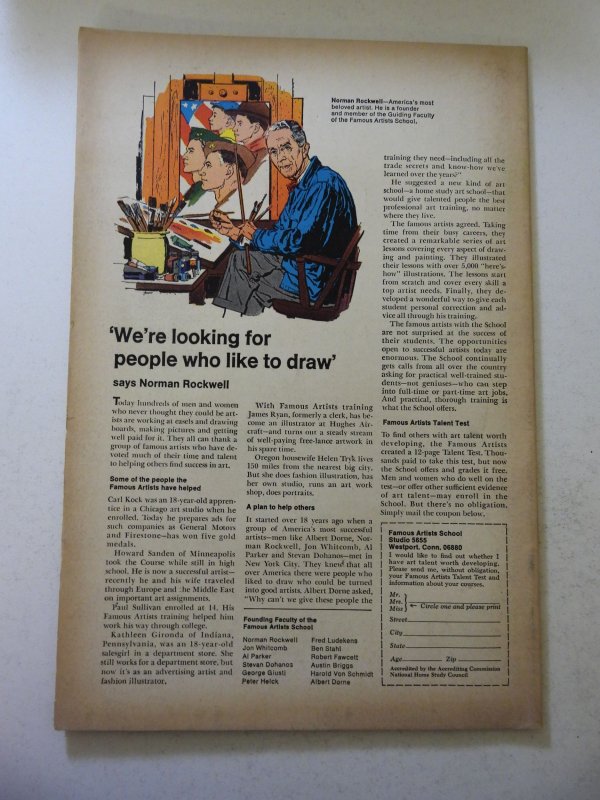 Norman Rockwell—America's most
beloved artist. He is a founder
and member of the Guiding Faculty
of the Famous Artists School.
'We're looking for
people who like to draw'
says Norman Rockwell
Today hundreds of men and women
who never thought they could be art-
ists are working at easels and drawing
boards, making pictures and getting
well paid for it. They all can thank a
group of famous artists who have de-
voted much of their time and talent
to helping others find success in art.
Some of the people the
Famous Artists have helped
Carl Kock was an 18-year-old appren-
tice in a Chicago art studio when he
enrolled. Today he prepares ads for
such companies as General Motors
and Firestone—has won five gold
medals.
Howard Sanden of Minneapolis
took the Course while still in high
school. He is now a successful artist—
recently he and his wife traveled
through Europe and the Middle East
on important art assignments.
Paul Sullivan enrolled at 14. His
Famous Artists training helped him
work his way through college.
Kathleen Gironda of Indiana,
Pennsylvania, was an 18-year-old
salesgirl in a department store. She
still works for a department store, but
now it's as an advertising artist and
fashion illustrator.
With Famous Artists training
James Ryan, formerly a clerk, has be-
come an illustrator at Hughes Air-
craft—and turns out a steady stream
of well-paying free-lance artwork in
his spare time.
Oregon housewife Helen Tryk lives
150 miles from the nearest big city.
But she does fashion illustration, has
her own studio, runs an art work
shop, does portraits.
A plan to help others
It started over 18 years ago when a
group of America's most successful
artists—men like Albert Dorne, Nor-
man Rockwell, Jon Whitcomb, Al
Parker and Stevan Dohanos—met in
New York City. They knew that all
over America there were people who
liked to draw who could be turned
into good artists. Albert Dorne asked,
"Why can't we give these people the
Founding Faculty of the
Famous Artists School
Norman Rockwell
Jon Whitcomb
Al Parker
Stevan Dohanos
George Giusti
Peter Helck
Fred Ludekens
Ben Stahl
Robert Fawcett
Austin Briggs
Harold Von Schmidt
Albert Dorne
training they need—including all the
trade secrets and know-how we've
learned over the years?"
He suggested a new kind of art
school—a home study art school—that
would give talented people the best
professional art training, no matter
where they live.
The famous artists agreed. Taking
time from their busy careers, they
created a remarkable series of art
lessons covering every aspect of draw-
ing and painting. They illustrated
their lessons with over 5,000 "here's-
how" illustrations. The lessons start
from scratch and cover every skill a
top artist needs. Finally, they de-
veloped a wonderful way to give each
student personal correction and ad-
vice all through his training.
The famous artists with the School
are not surprised at the success of
their students. The opportunities
open to successful artists today are
enormous. The School continually
gets calls from all over the country
asking for practical well-trained stu-
dents—not geniuses—who can step
into full-time or part-time art jobs.
And practical, thorough training is
what the School offers.
Famous Artists Talent Test
To find others with art talent worth
developing, the Famous Artists
created a 12-page Talent Test. Thou-
sands paid to take this test, but now
the School offers and grades it free.
Men and women who do well on the
test—or offer other sufficient evidence
of art talent—may enroll in the
School. But there's no obligation.
Simply mail the coupon below.
Famous Artists School
Studio 5655
Westport, Conn. 06880
I would like to find out whether I
have art talent worth developing.
Please send me, without obligation,
your Famous Artists Talent Test and
information about your courses.
Mr.
Mrs.
Miss
← Circle one and please print
Street
City
State
Age Zip
Accredited by the Accrediting Commission
National Home Study Council